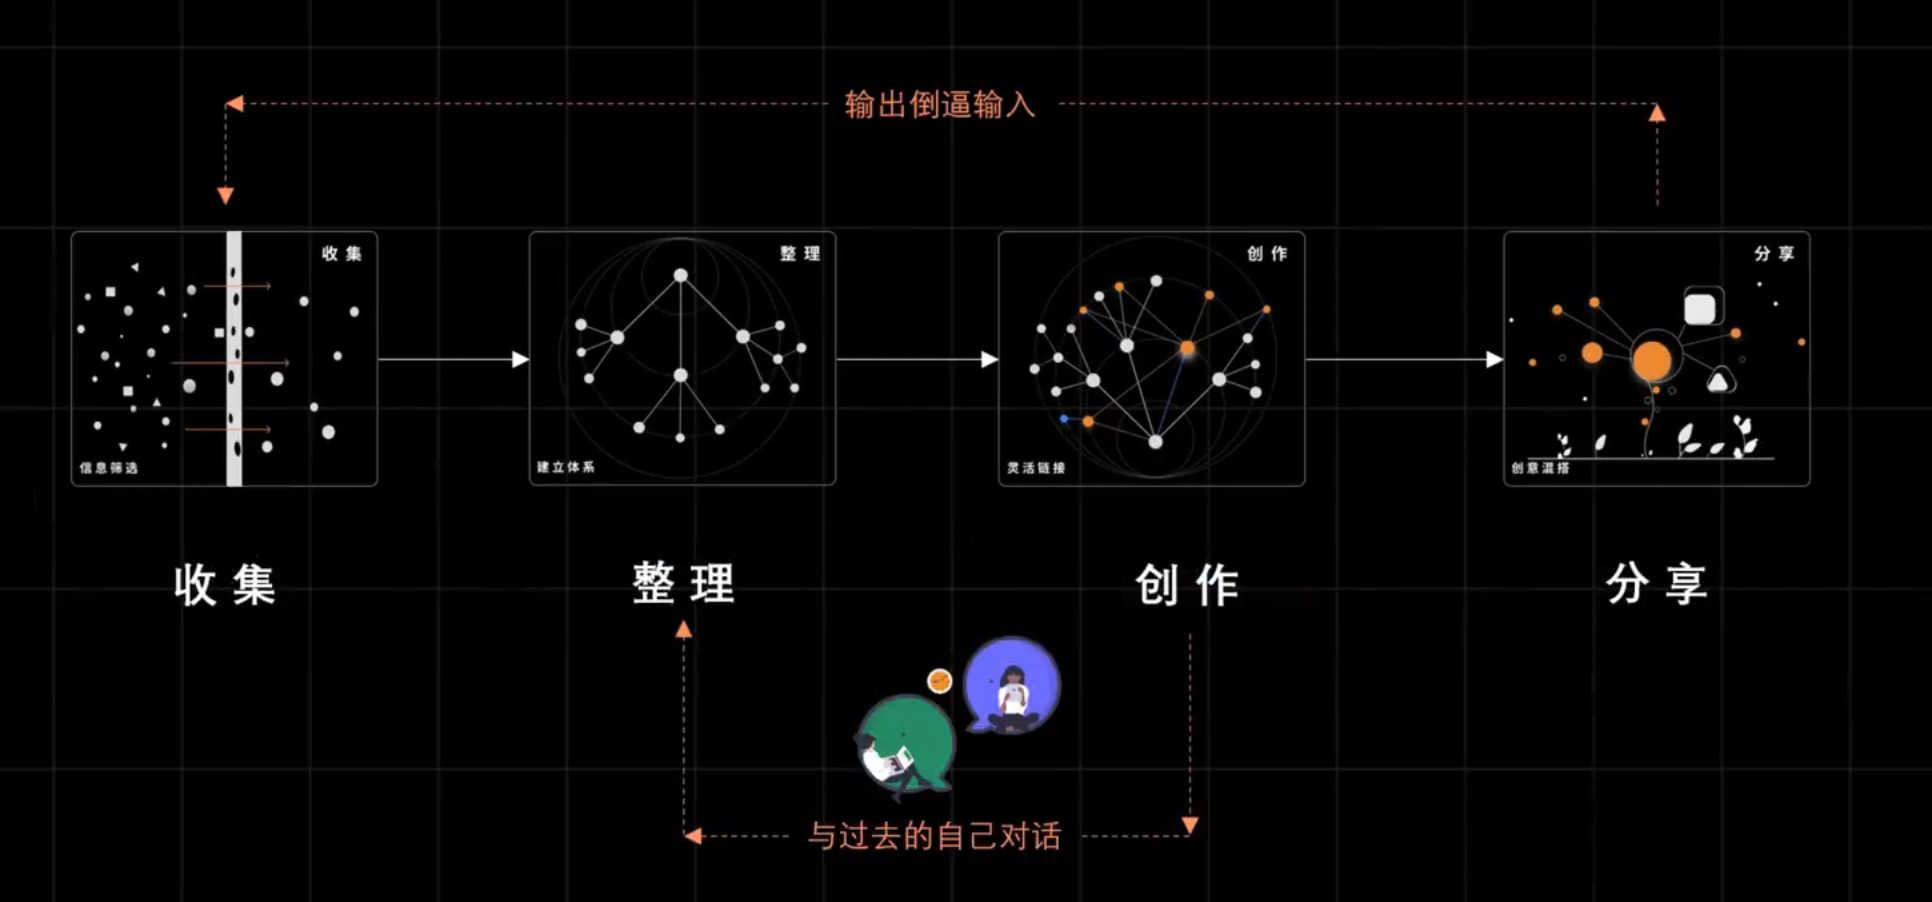 输出倒逼输入
收集
信息筛选
整理
建立体系
创作
灵活链接
分享
创意混搭
收集
整理
创作
分享
与过去的自己对话